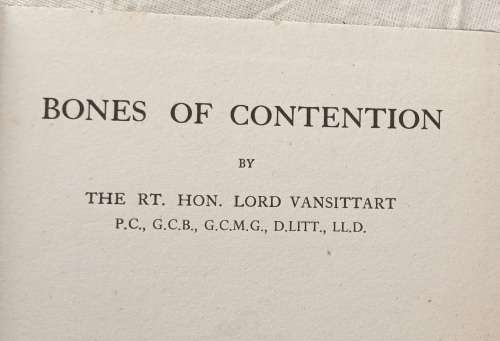 BONES OF CONTENTION
BY
THE RT. HON. LORD VANSITTART
P.C., G.C.B., G.C.M.G., D.LITT., LL.D.